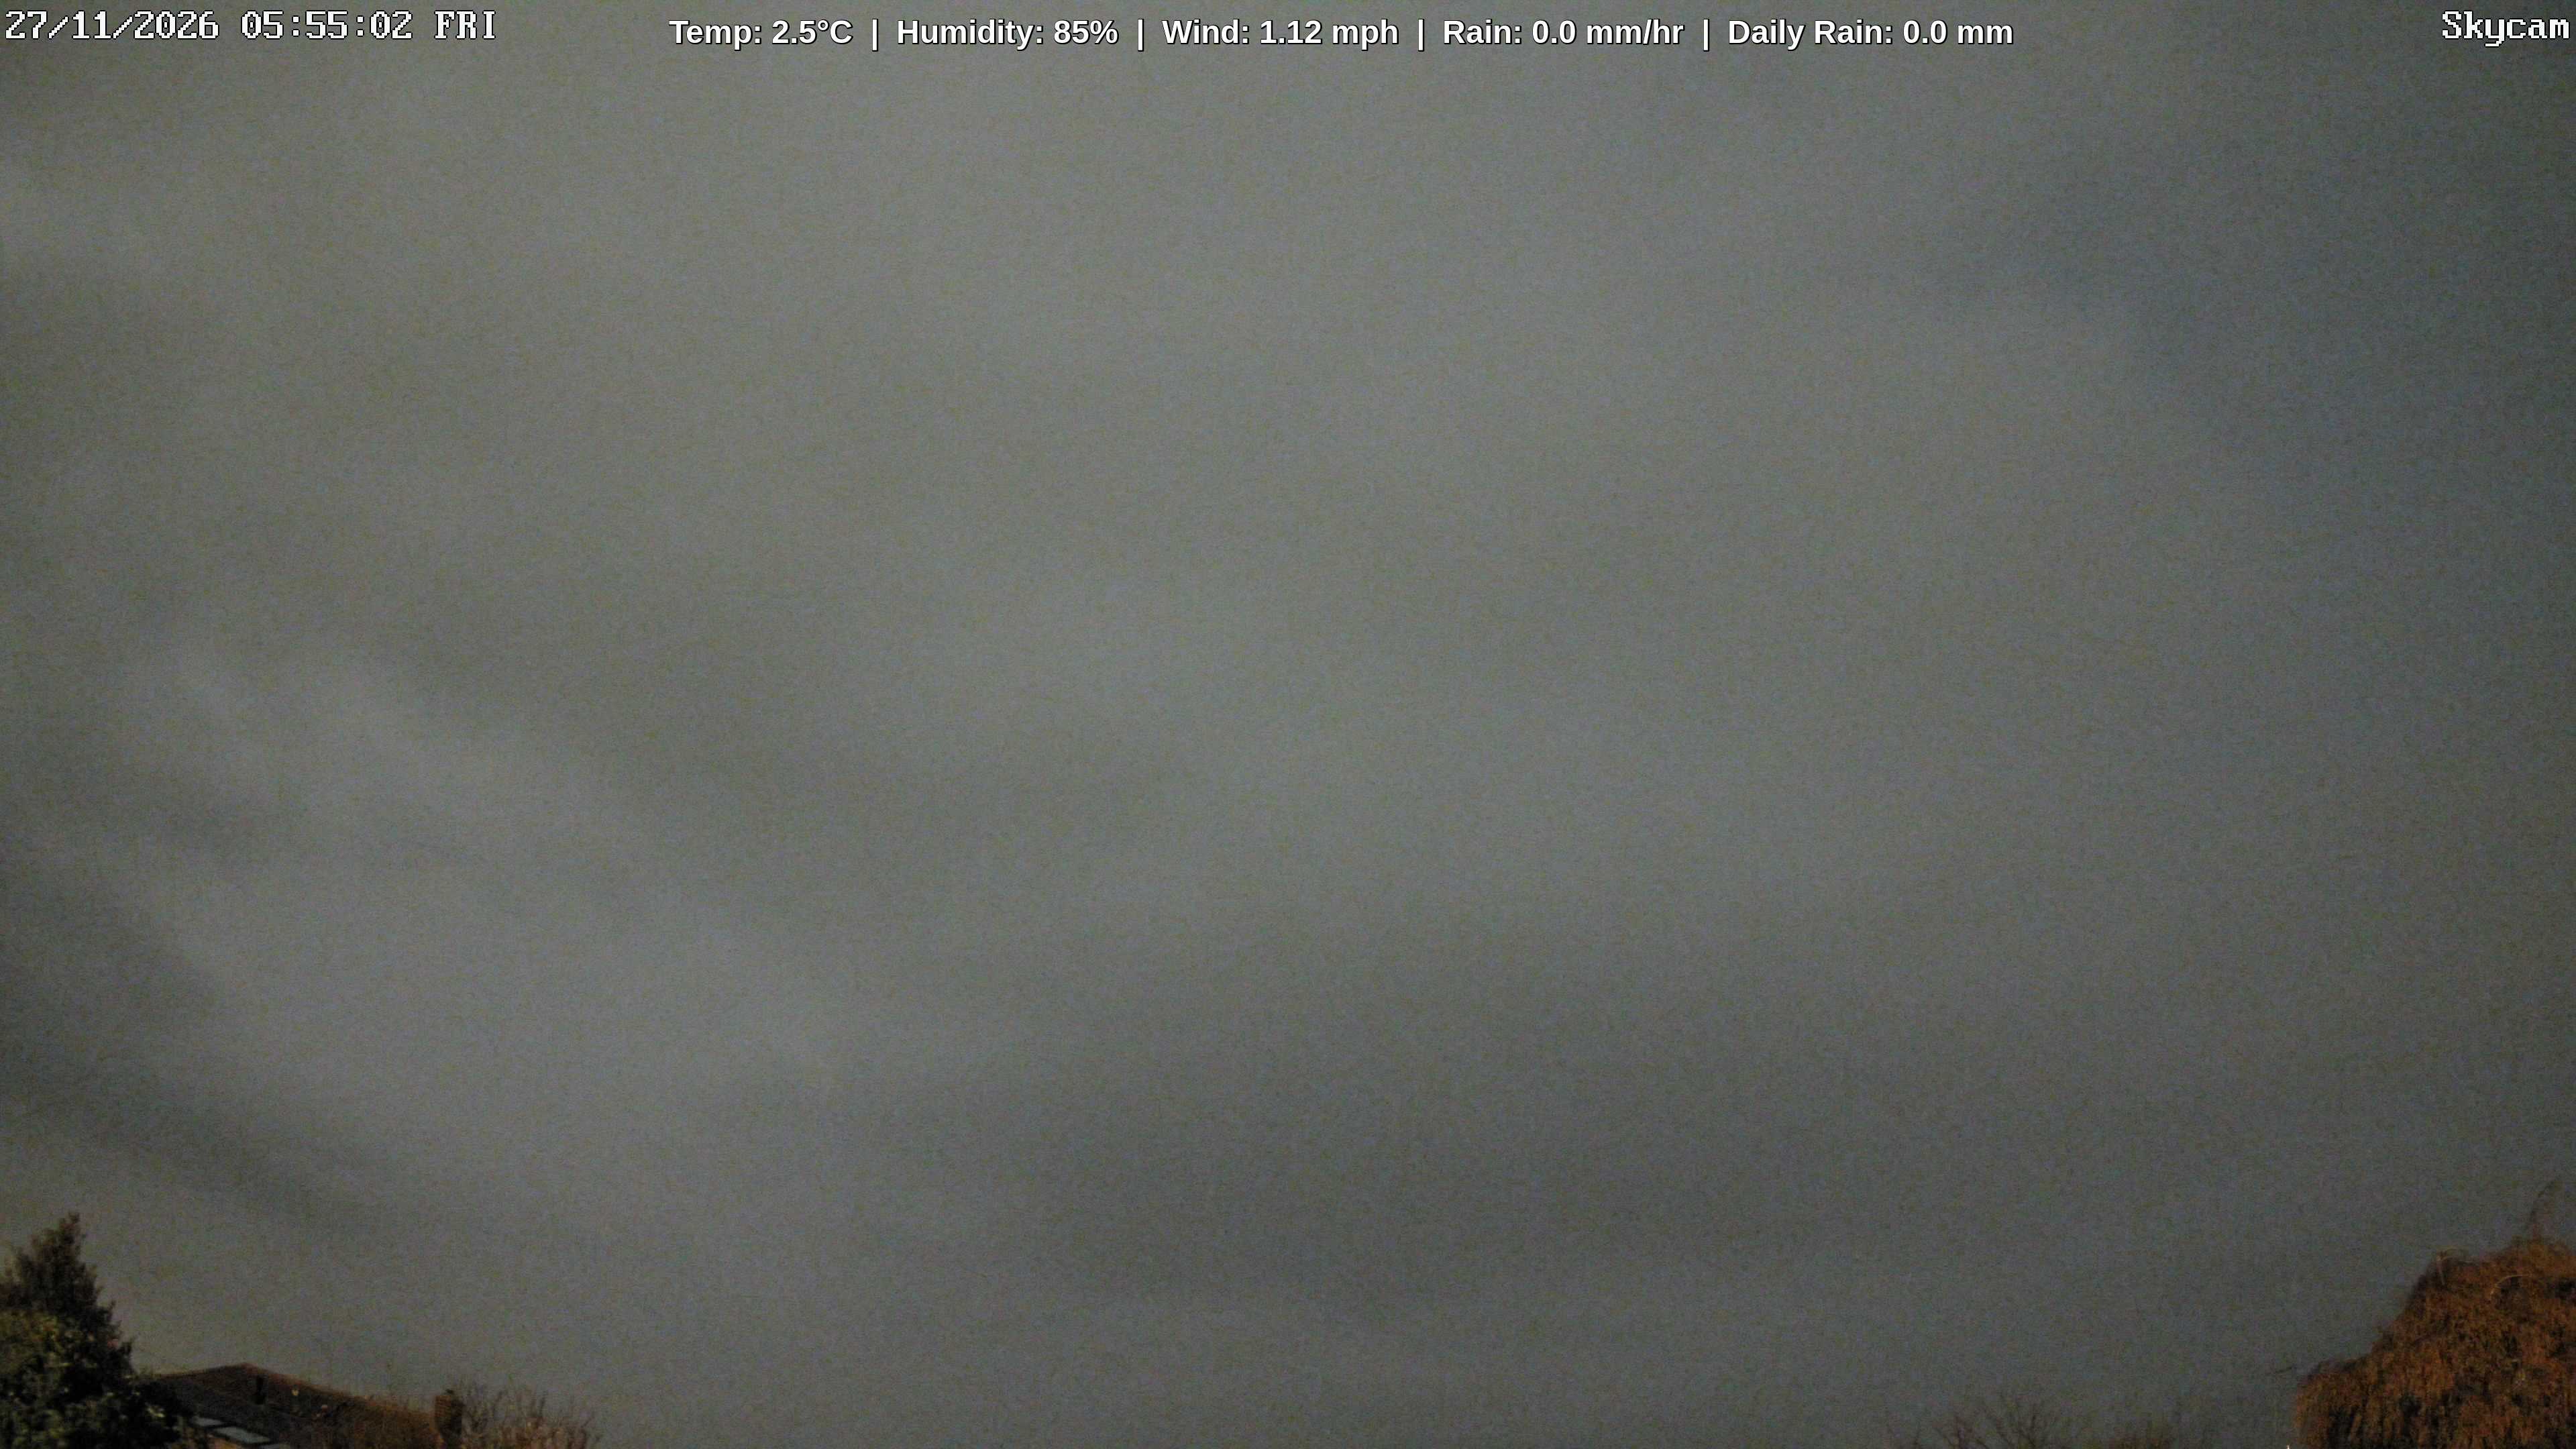 27/11/2026 05:55:02 FRI
Temp: 2.5°C | Humidity: 85% | Wind: 1.12 mph | Rain: 0.0 mm/hr | Daily Rain: 0.0 mm
Skycam